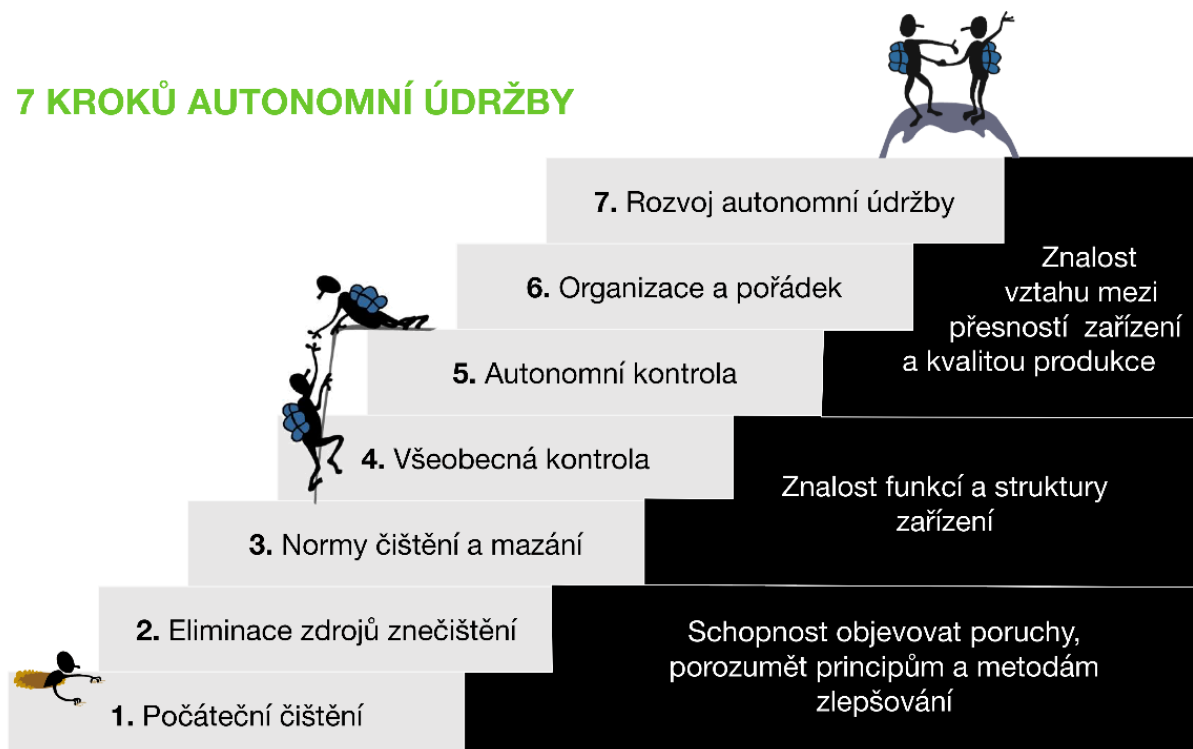 7 KROKŮ AUTONOMNÍ ÚDRŽBY
7. Rozvoj autonomní údržby
6. Organizace a pořádek
5. Autonomní kontrola
4. Všeobecná kontrola
3. Normy čištění a mazání
2. Eliminace zdrojů znečištění
1. Počáteční čištění
Znalost
vztahu mezi
přesností zařízení
a kvalitou produkce
Znalost funkcí a struktury
zařízení
Schopnost objevovat poruchy,
porozumět principům a metodám
zlepšování